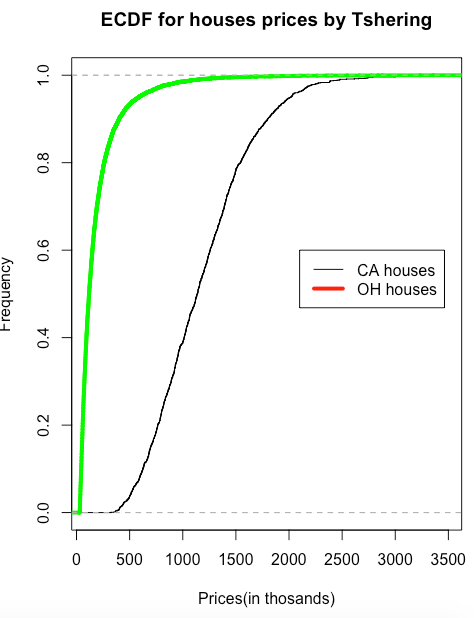 ECDF for houses prices by Tshering
Frequency
1.0
0.8
0.6
0.4
0.2
0.0
CA houses
OH houses
0 500 1000 1500 2000 2500 3000 3500
Prices(in thosands)